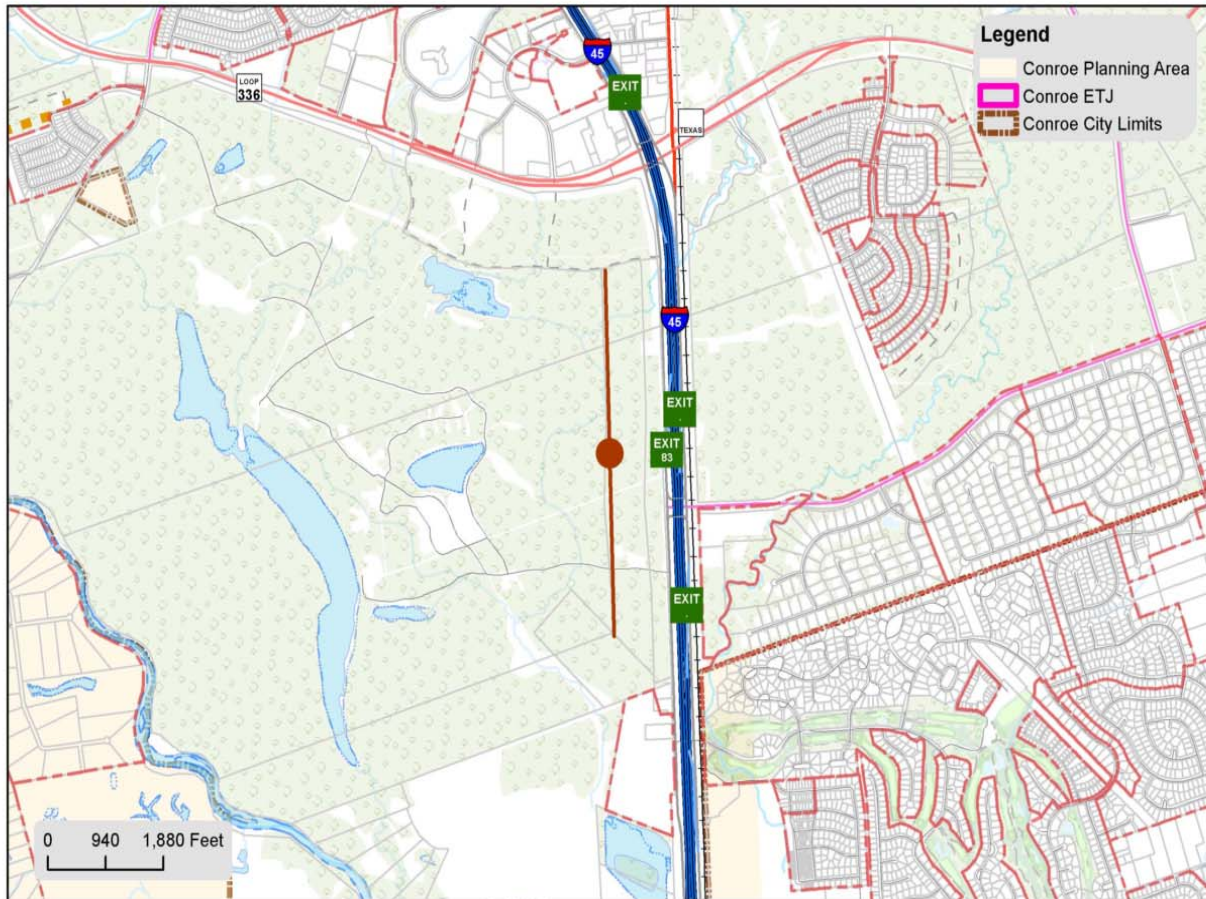 Legend
Conroe Planning Area
Conroe ETJ
Conroe City Limits
45
EXIT
.
LOOP
336
TEXAS
45
EXIT
.
EXIT
83
EXIT
.
0 940 1,880 Feet